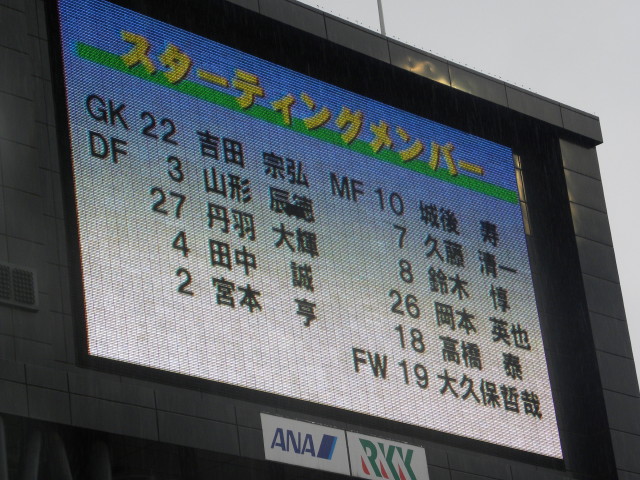 スターティングメンバー
GK 22 吉田 宗弘
DF 3 山形 辰徳
27 丹羽 大輝
4 田中 誠
2 宮本 亨
MF 10 城後 寿
7 久藤 清一
8 鈴木 惇
26 岡本 英也
18 高橋 泰
FW 19 大久保哲哉
ANA
RKK